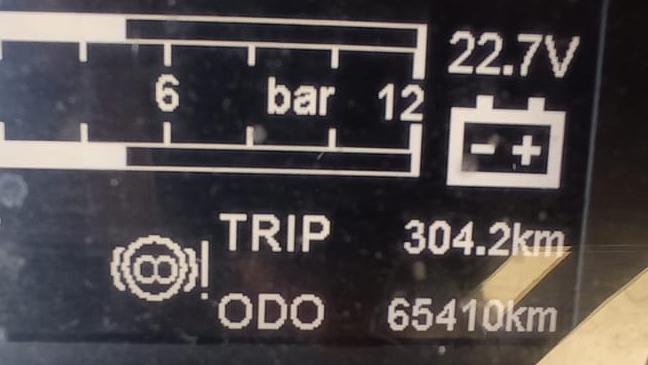 22.7V
6 bar 12
- +
TRIP 304.2km
ODO 65410km